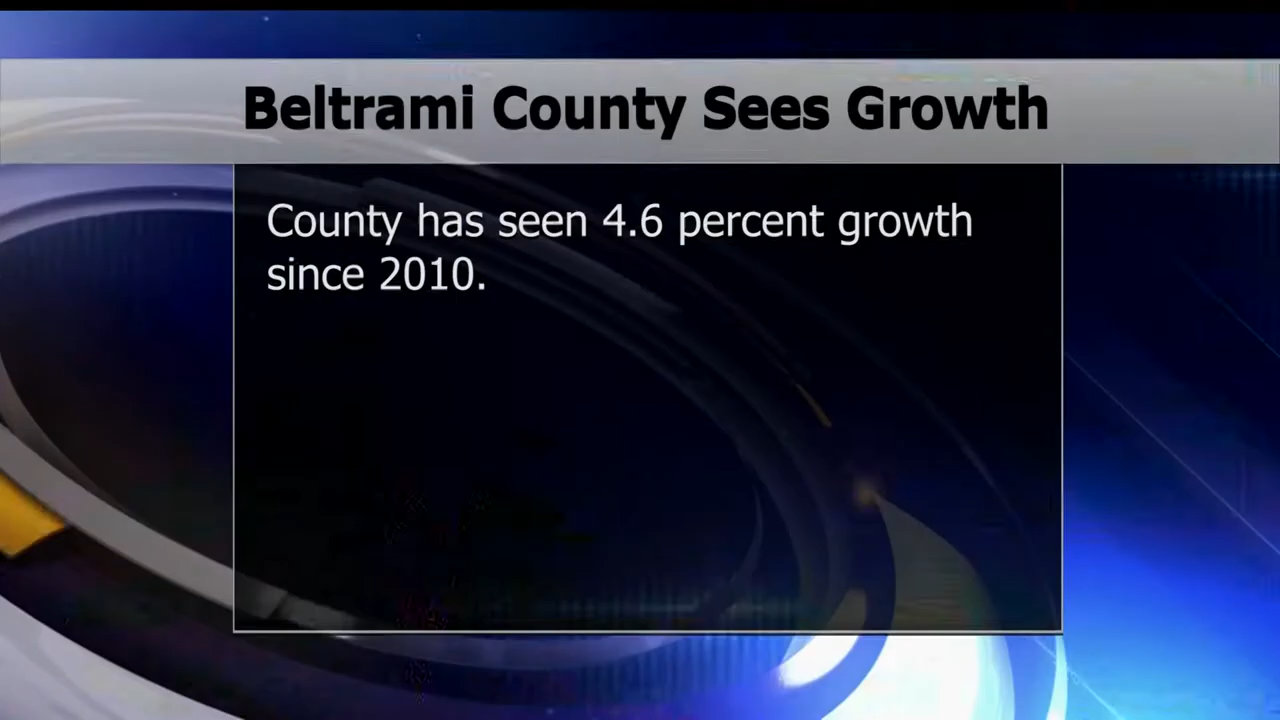 Beltrami County Sees Growth
County has seen 4.6 percent growth
since 2010.